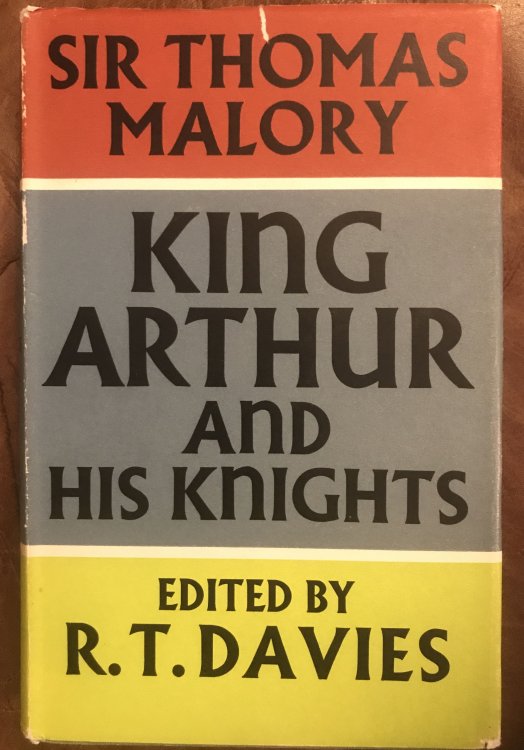 SIR THOMAS
MALORY
KING
ARTHUR
AND
HIS KNIGHTS
EDITED BY
R.T. DAVIES